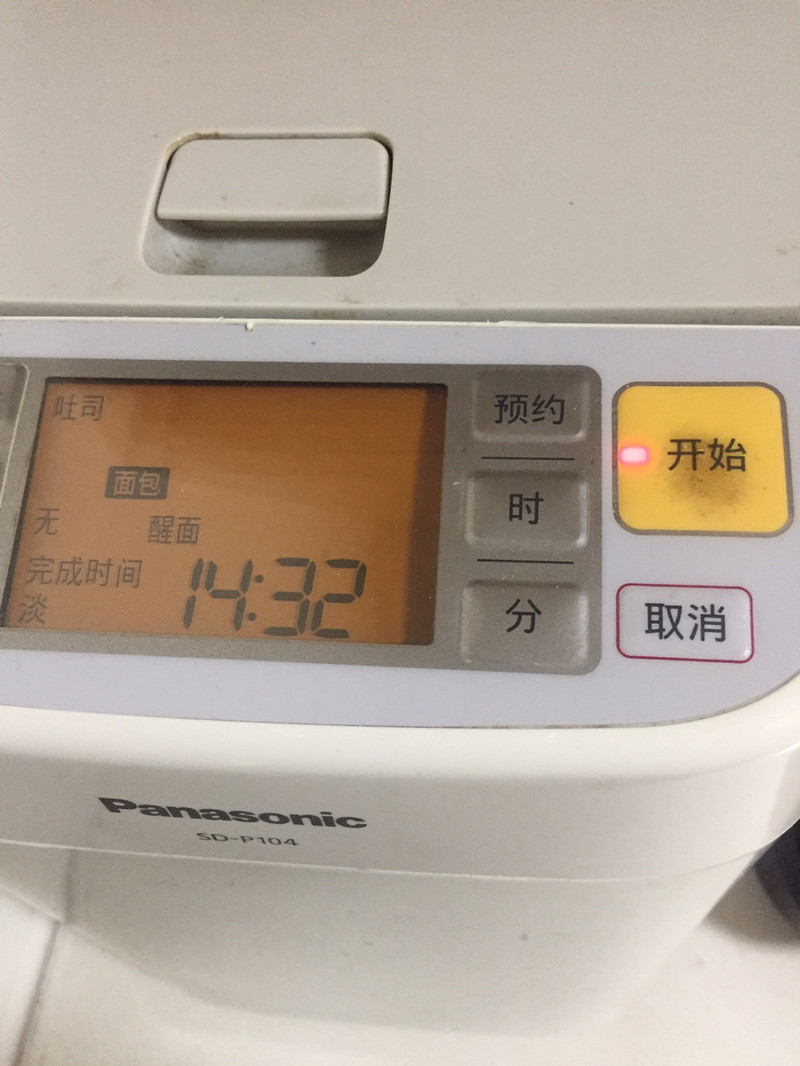 吐司
面包
无 醒面
完成时间 14:32
淡
预约
时
分
开始
取消
Panasonic
SD-P104